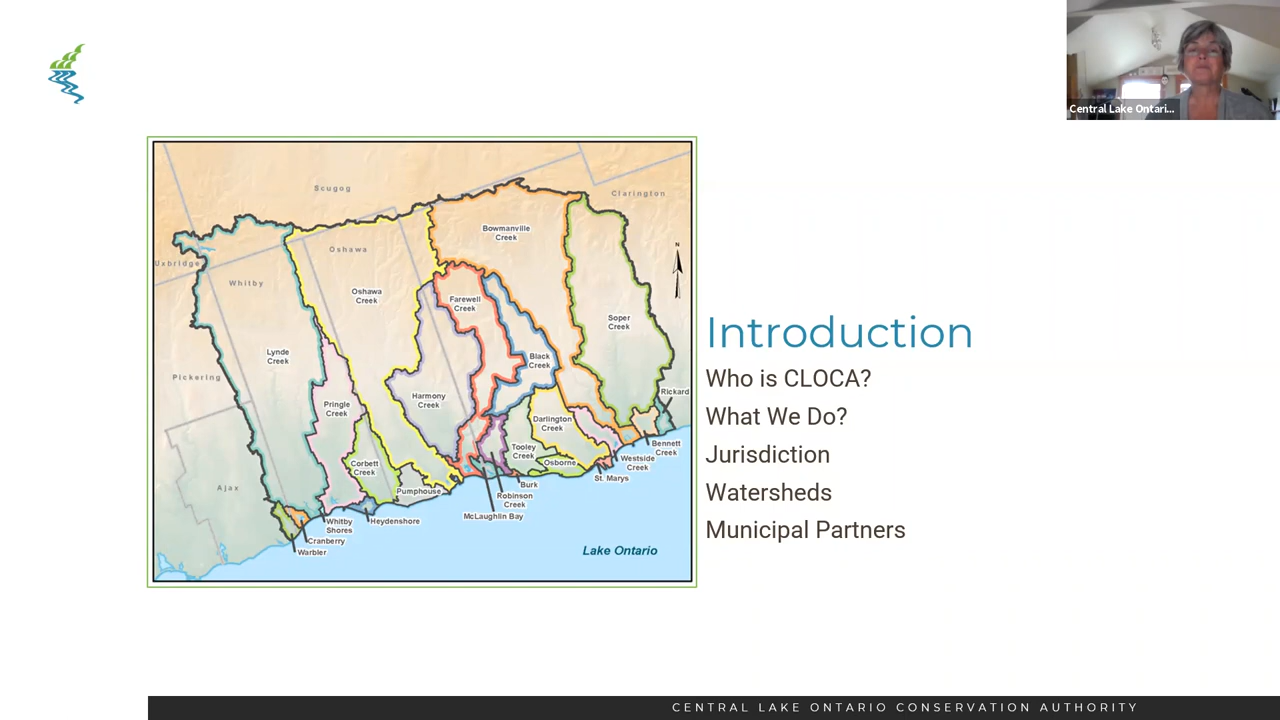 Central Lake Ontari...
Scugog
Clarington
Bowmanville
Creek
Uxbridge
Oshawa
Whitby
N
Oshawa
Creek
Farewell
Creek
Soper
Creek
Lynde
Creek
Black
Creek
Pickering
Rickard
Pringle
Creek
Harmony
Creek
Darlington
Creek
Bennett
Creek
Tooley
Creek
Westside
Creek
Corbett
Creek
Osborne
St. Marys
Ajax
Pumphouse
Burk
Robinson
Creek
McLaughlin Bay
Whitby
Shores
Heydenshore
Cranberry
Warbler
Lake Ontario
Introduction
Who is CLOCA?
What We Do?
Jurisdiction
Watersheds
Municipal Partners
CENTRAL LAKE ONTARIO CONSERVATION AUTHORITY